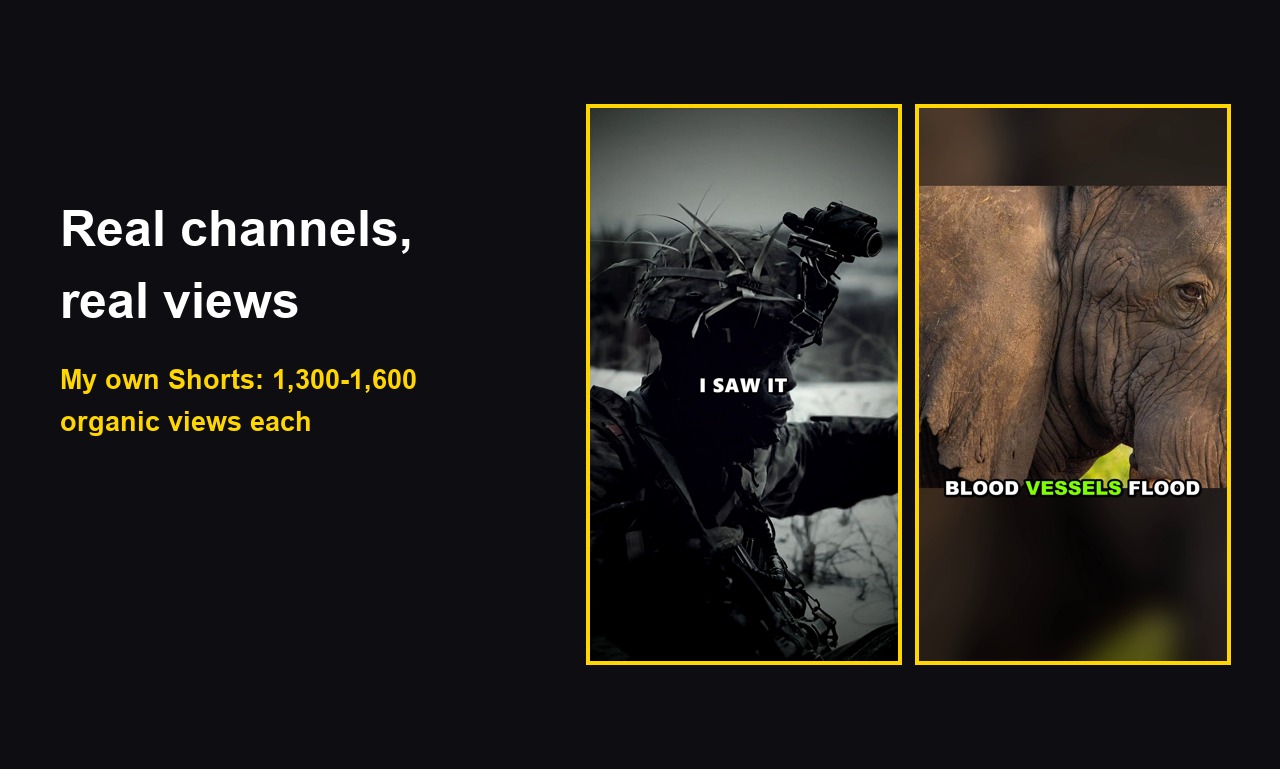 Real channels,
real views
My own Shorts: 1,300-1,600
organic views each
I SAW IT
BLOOD VESSELS FLOOD